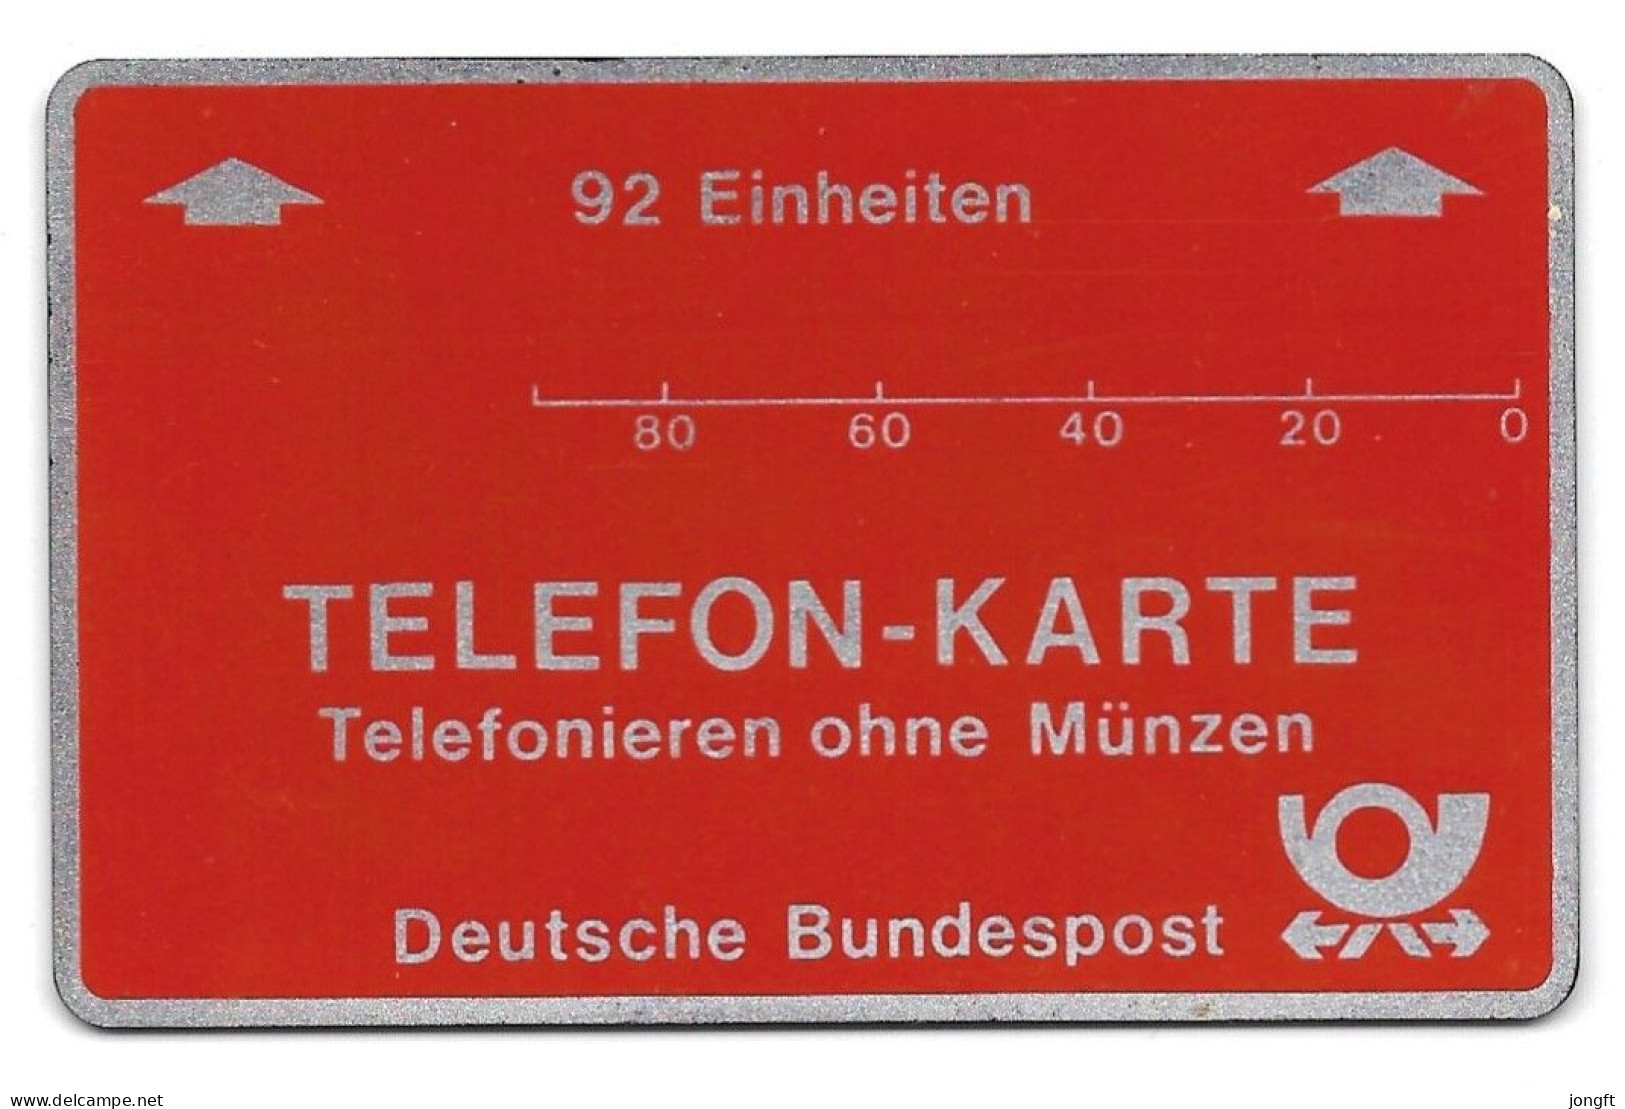 92 Einheiten
80 60 40 20 0
TELEFON-KARTE
Telefonieren ohne Münzen
Deutsche Bundespost
www.delcampe.net jongft